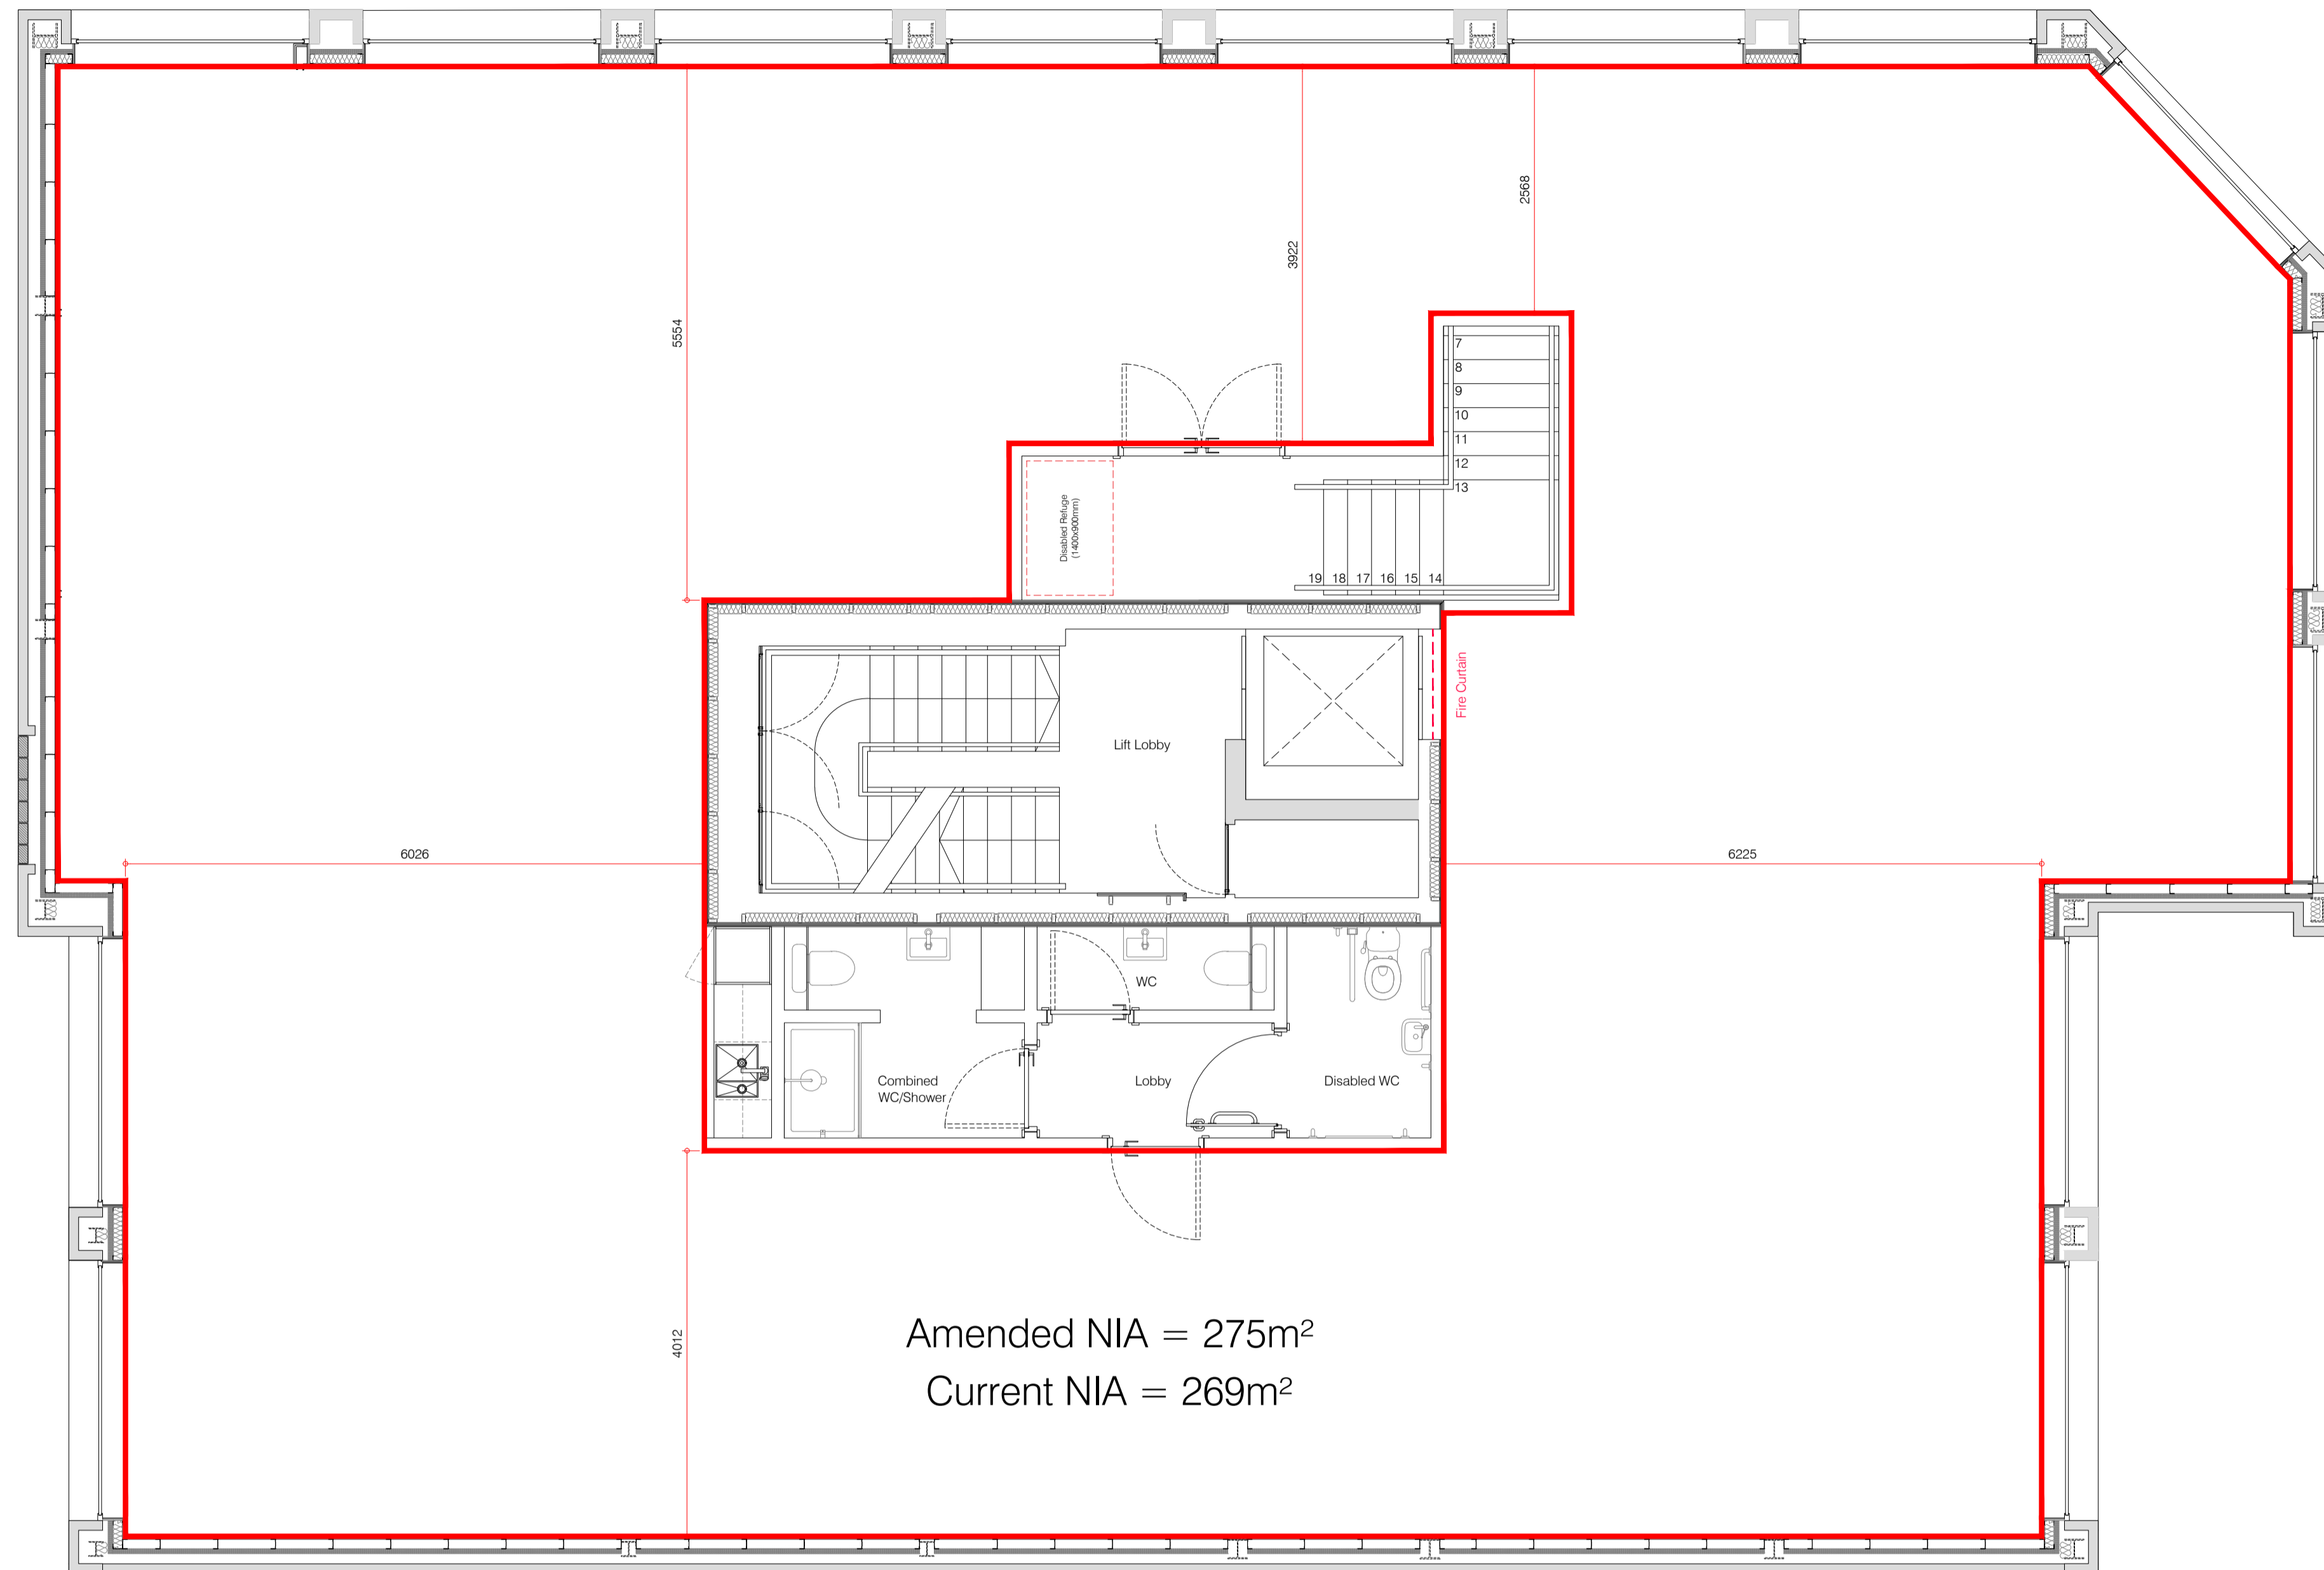 2568
3922
5554
7
8
9
10
11
12
13
Disabled Refuge
(1400x900mm)
19 18 17 16 15 14
Fire Curtain
Lift Lobby
6026
6225
WC
Combined
WC/Shower
Lobby
Disabled WC
4012
Amended NIA = 275m²
Current NIA = 269m²